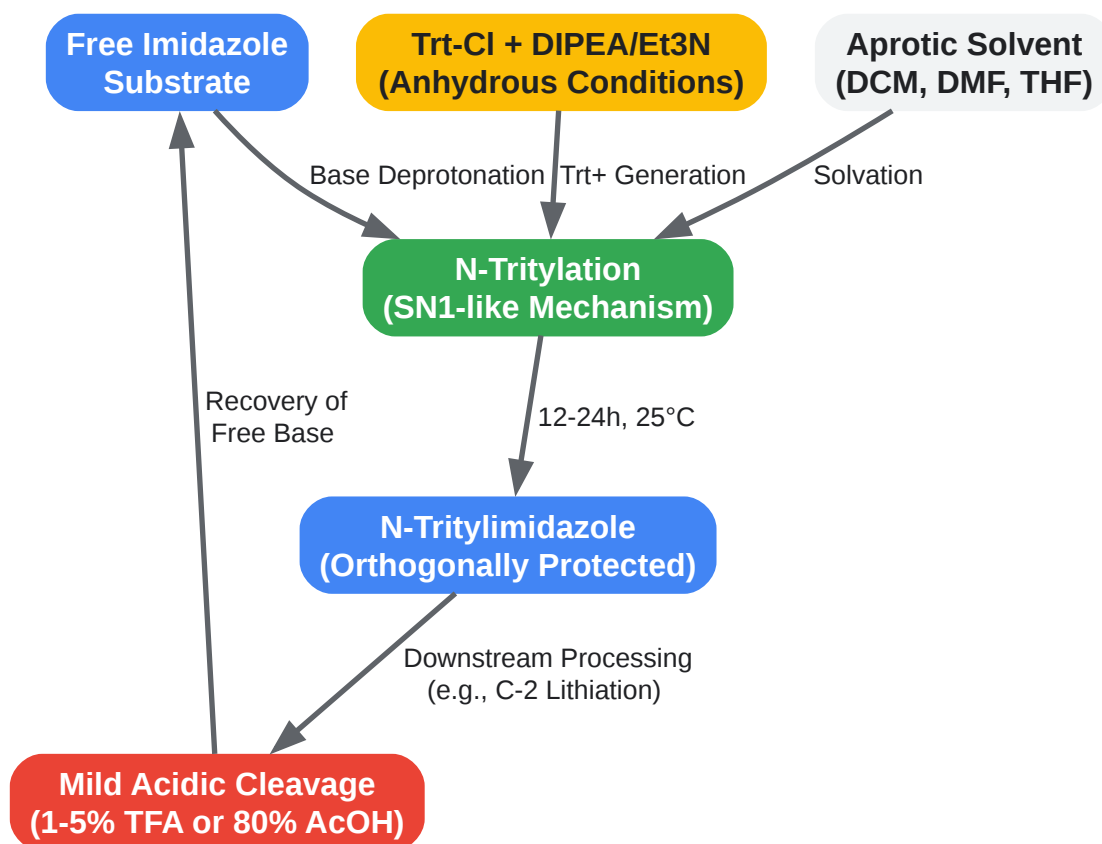 Free Imidazole
Substrate
Trt-Cl + DIPEA/Et3N
(Anhydrous Conditions)
Aprotic Solvent
(DCM, DMF, THF)
Base Deprotonation
Trt+ Generation
Solvation
N-Tritylation
(SN1-like Mechanism)
Recovery of
Free Base
12-24h, 25°C
N-Tritylimidazole
(Orthogonally Protected)
Downstream Processing
(e.g., C-2 Lithiation)
Mild Acidic Cleavage
(1-5% TFA or 80% AcOH)